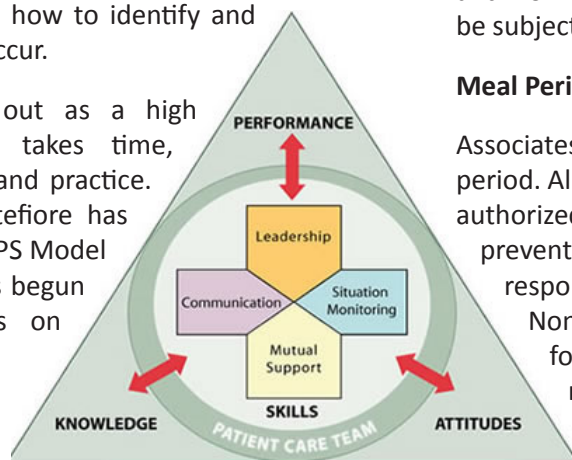 how to identify and
ccur.
out as a high
takes time,
and practice.
tefiore has
PS Model
s begun
s on
PERFORMANCE
Leadership
Communication
Situation
Monitoring
Mutual
Support
SKILLS
KNOWLEDGE
ATTITUDES
PATIENT CARE TEAM
be subject
Meal Peri
Associates
period. Al
authorized
prevent
respo
Non
fo